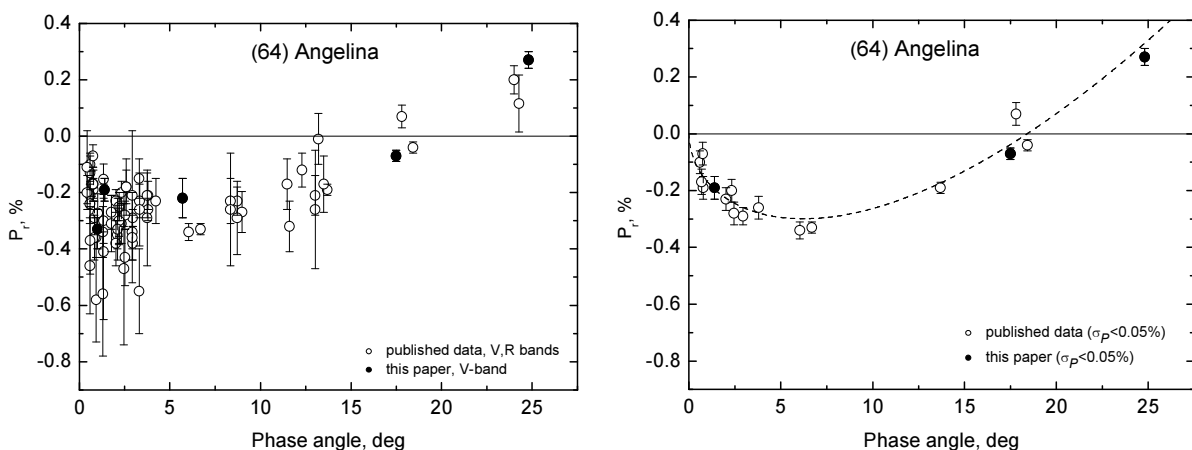 (64) Angelina
P_r, %
0.4
0.2
0.0
-0.2
-0.4
-0.6
-0.8
0 5 10 15 20 25
Phase angle, deg
published data, V,R bands
this paper, V-band
(64) Angelina
P_r, %
0.4
0.2
0.0
-0.2
-0.4
-0.6
-0.8
0 5 10 15 20 25
Phase angle, deg
published data (σ_P<0.05%)
this paper (σ_P<0.05%)